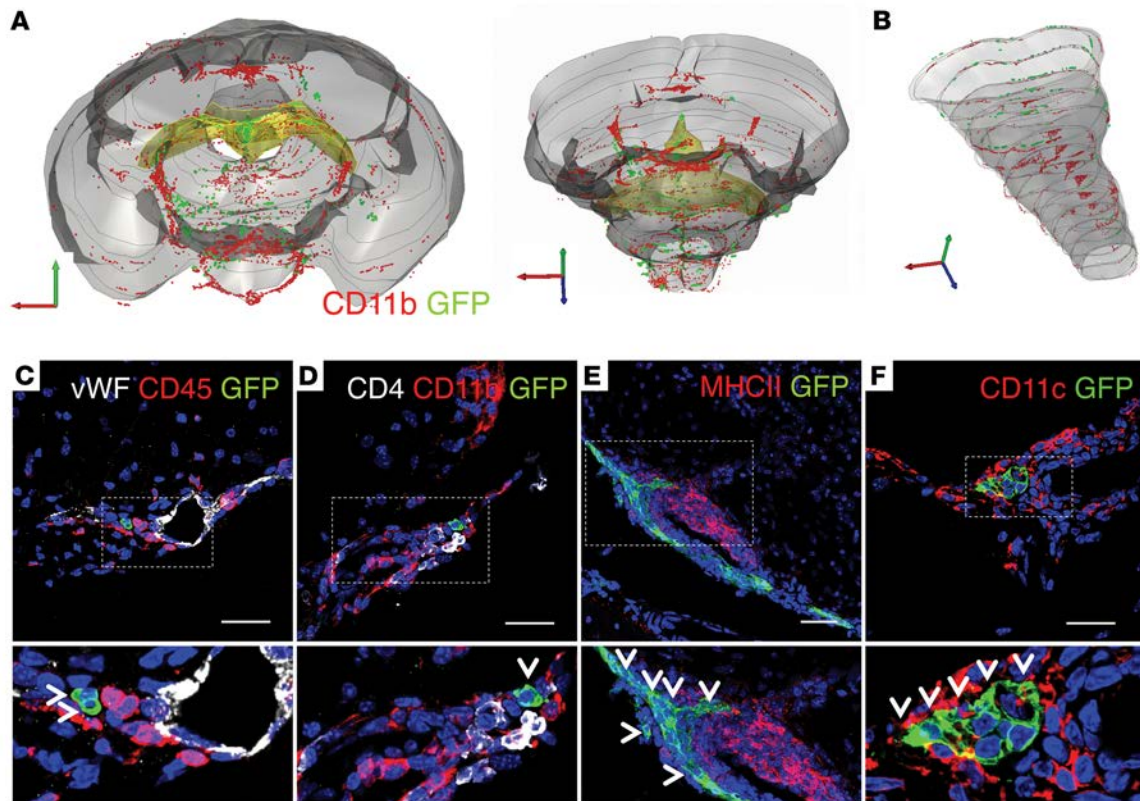 A
B
CD11b GFP
C
vWF CD45 GFP
D
CD4 CD11b GFP
E
MHCII GFP
F
CD11c GFP